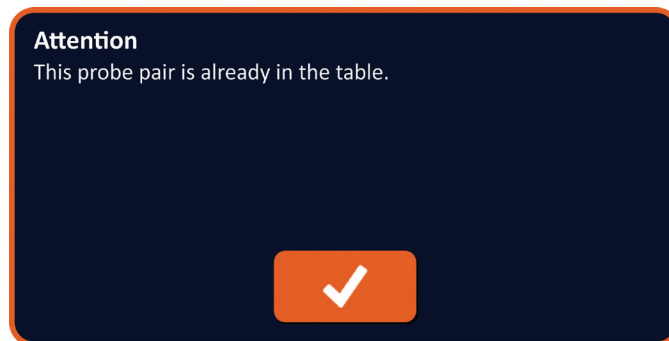 Attention
This probe pair is already in the table.